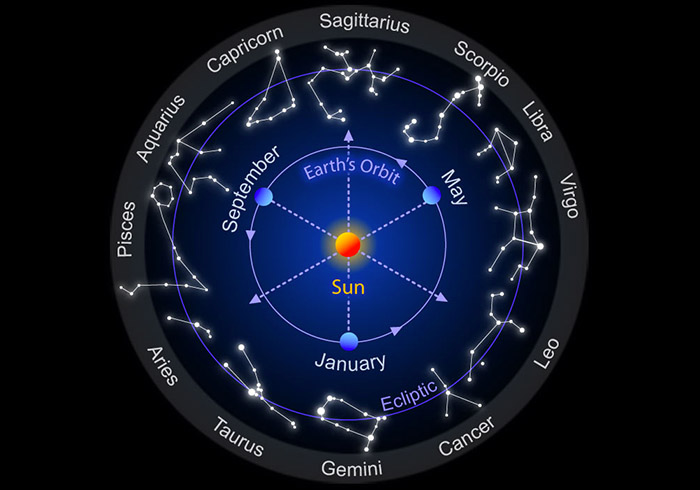 Sagittarius
Capricorn
Scorpio
Aquarius
Libra
September
Earth's Orbit
May
Virgo
Pisces
Sun
Aries
January
Leo
Ecliptic
Taurus
Cancer
Gemini